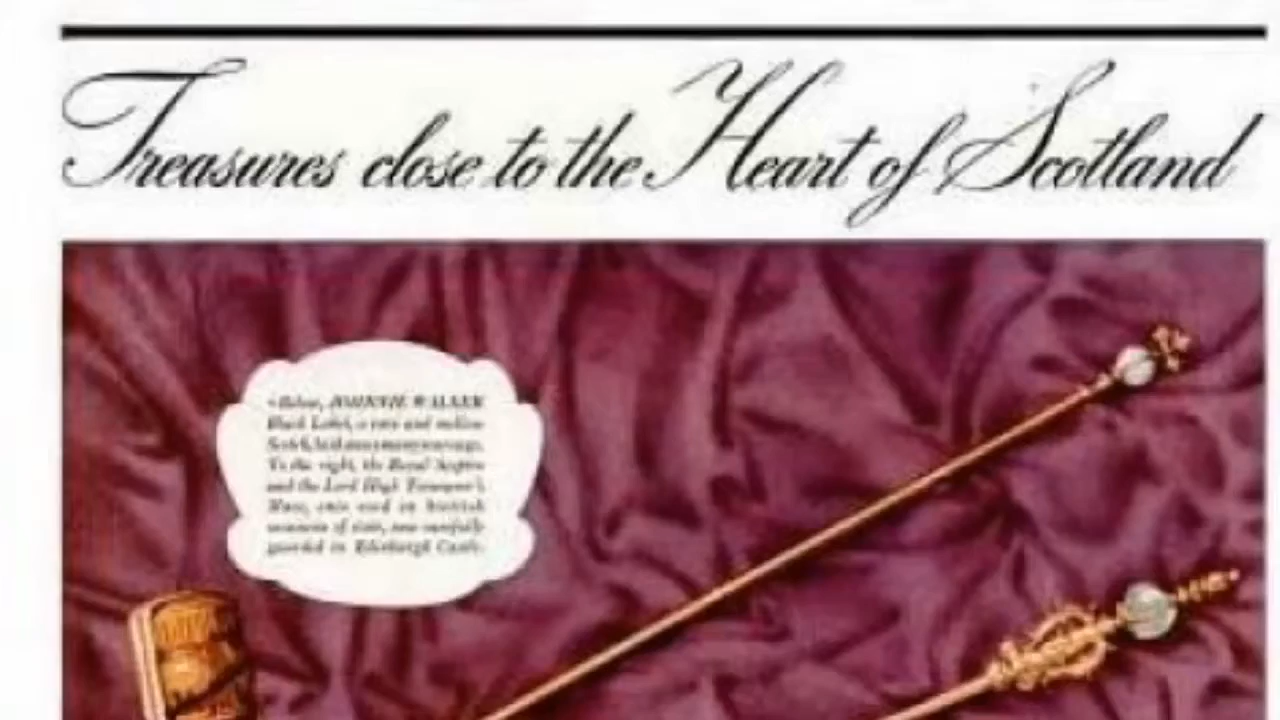 Treasures close to the Heart of Scotland
Below, JOHNNIE WALKER
Black Label, a rare and mellow
Scotch,
To the right, the Royal Sceptre
and the Lord High Treasurer's
Mace, once used in Scottish
of state, now carefully
guarded in Edinburgh Castle.